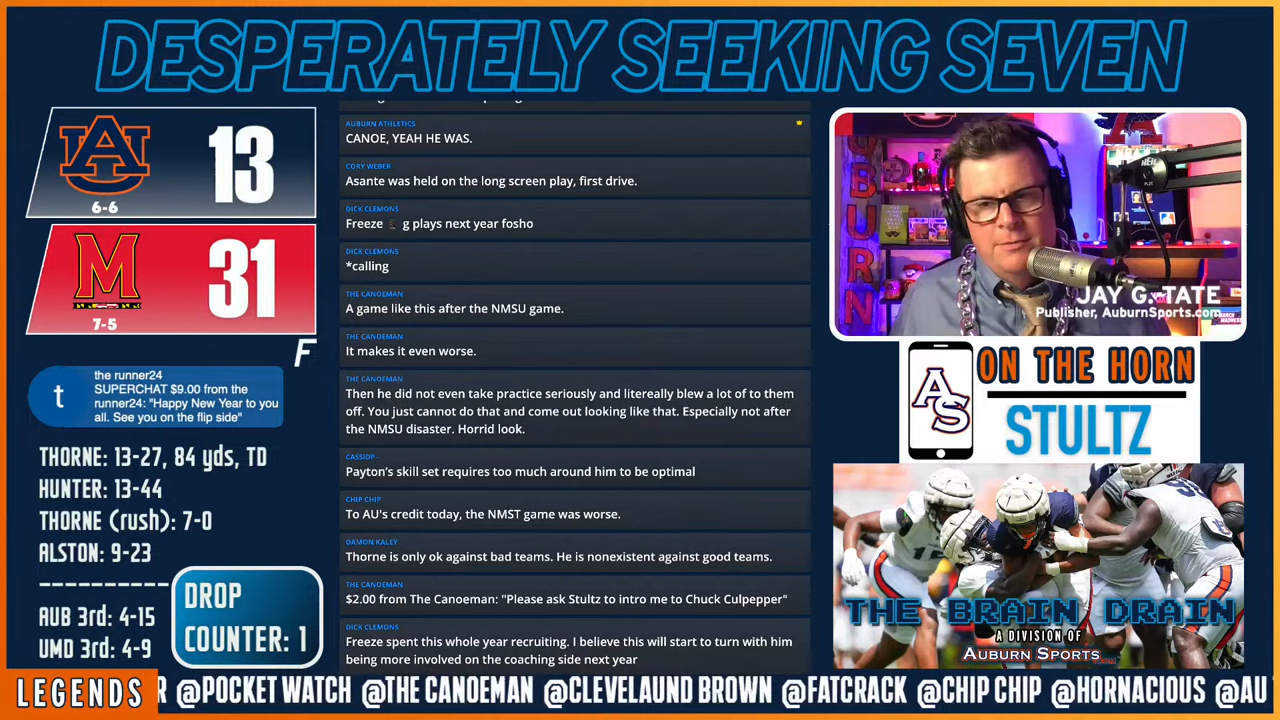 DESPERATELY SEEKING SEVEN
13
6-6
31
7-5
F
t
the runner24
SUPERCHAT $9.00 from the
runner24: "Happy New Year to you
all. See you on the flip side"
THORNE: 13-27, 84 yds, TD
HUNTER: 13-44
THORNE (rush): 7-0
ALSTON: 9-23
----------
AUB 3rd: 4-15
UMD 3rd: 4-9
DROP
COUNTER: 1
AUBURN ATHLETICS
CANOE, YEAH HE WAS.
CORY WEBER
Asante was held on the long screen play, first drive.
DICK CLEMONS
Freeze g plays next year fosho
DICK CLEMONS
*calling
THE CANOEMAN
A game like this after the NMSU game.
THE CANOEMAN
It makes it even worse.
THE CANOEMAN
Then he did not even take practice seriously and litereally blew a lot of to them
off. You just cannot do that and come out looking like that. Especially not after
the NMSU disaster. Horrid look.
CASSIDP-
Payton's skill set requires too much around him to be optimal
CHIP CHIP
To AU's credit today, the NMST game was worse.
DAMON KALEY
Thorne is only ok against bad teams. He is nonexistent against good teams.
THE CANOEMAN
$2.00 from The Canoeman: "Please ask Stultz to intro me to Chuck Culpepper"
DICK CLEMONS
Freeze spent this whole year recruiting. I believe this will start to turn with him
being more involved on the coaching side next year
UBURN
JAY G. TATE
Publisher, AuburnSports.com
AS
ON THE HORN
STULTZ
THE BRAIN DRAIN
A DIVISION OF
AUBURN SPORTS.COM
LEGENDS
R @POCKET WATCH @THE CANOEMAN @CLEVELAUND BROWN @FATCRACK @CHIP CHIP @HORNACIOUS @AU